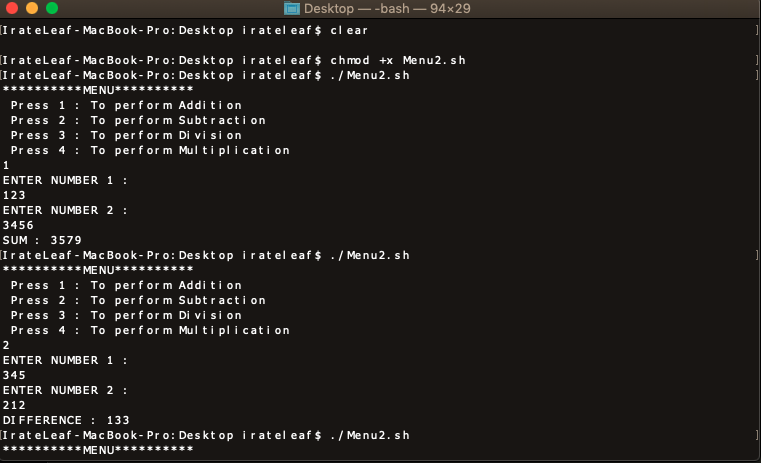 Desktop — -bash — 94×29
[IrateLeaf-MacBook-Pro:Desktop irateleaf$ clear ]
[IrateLeaf-MacBook-Pro:Desktop irateleaf$ chmod +x Menu2.sh ]
[IrateLeaf-MacBook-Pro:Desktop irateleaf$ ./Menu2.sh ]
**********MENU**********
 Press 1 : To perform Addition
 Press 2 : To perform Subtraction
 Press 3 : To perform Division
 Press 4 : To perform Multiplication
1
ENTER NUMBER 1 :
123
ENTER NUMBER 2 :
3456
SUM : 3579
[IrateLeaf-MacBook-Pro:Desktop irateleaf$ ./Menu2.sh ]
**********MENU**********
 Press 1 : To perform Addition
 Press 2 : To perform Subtraction
 Press 3 : To perform Division
 Press 4 : To perform Multiplication
2
ENTER NUMBER 1 :
345
ENTER NUMBER 2 :
212
DIFFERENCE : 133
[IrateLeaf-MacBook-Pro:Desktop irateleaf$ ./Menu2.sh ]
**********MENU**********